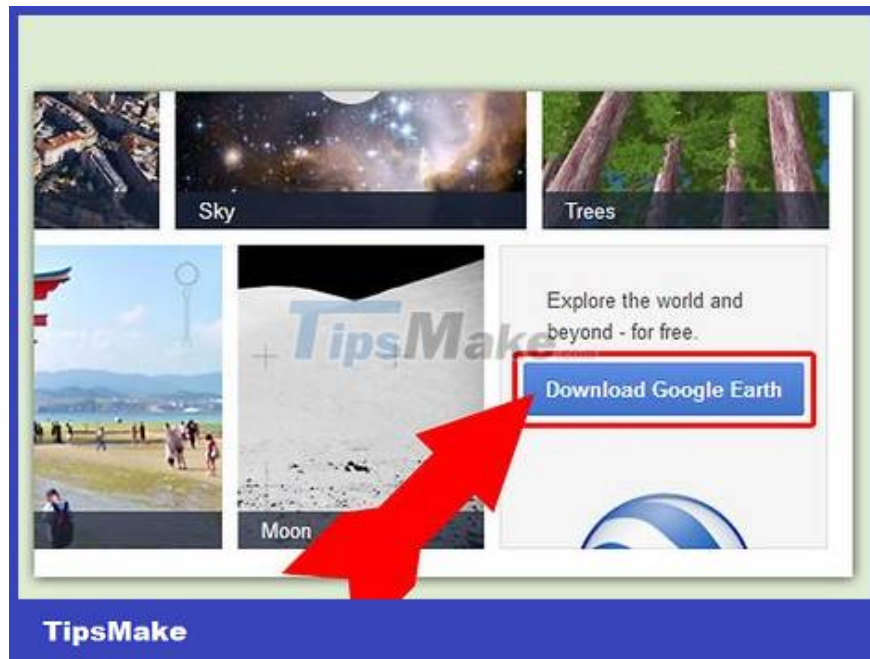 Sky
Trees
Explore the world and
beyond - for free.
TipsMake
Download Google Earth
Moon
TipsMake